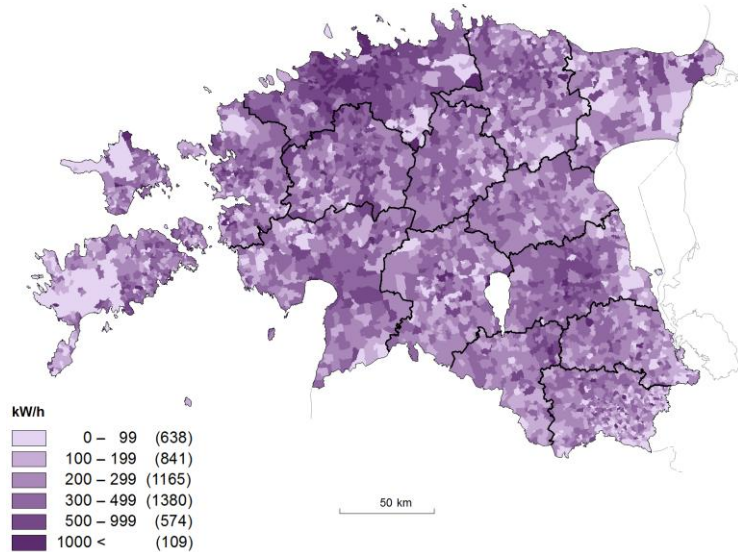 kW/h
0 – 99 (638)
100 – 199 (841)
200 – 299 (1165)
300 – 499 (1380)
500 – 999 (574)
1000 < (109)
50 km